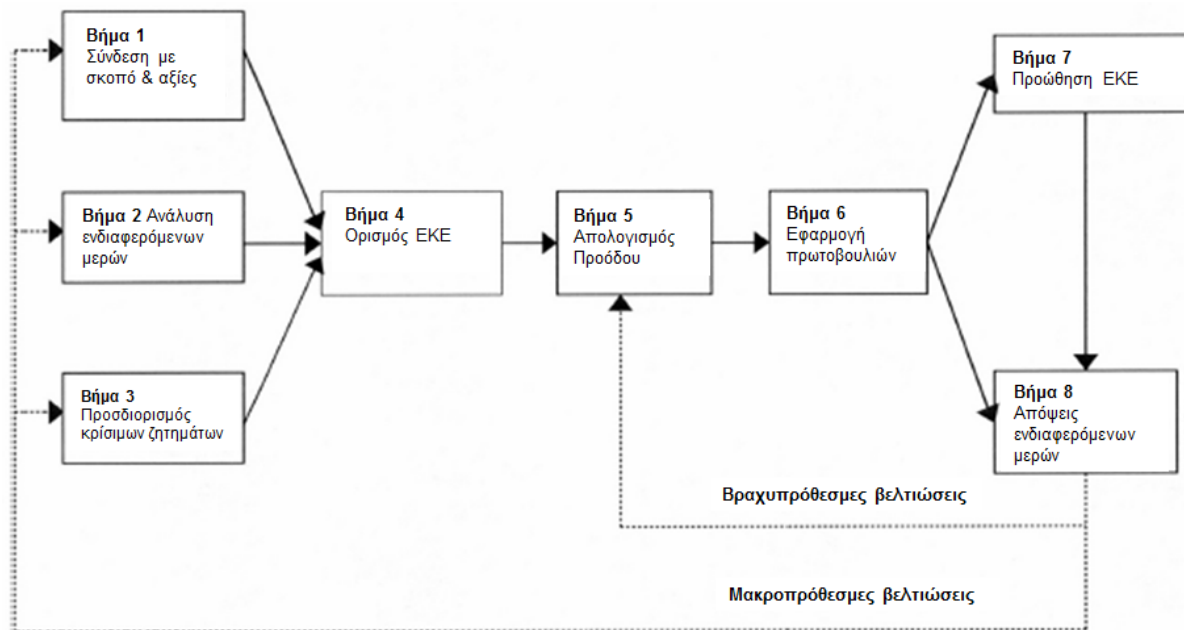 Βήμα 1
Σύνδεση με
σκοπό & αξίες
Βήμα 2 Ανάλυση
ενδιαφερόμενων
μερών
Βήμα 3
Προσδιορισμός
κρίσιμων ζητημάτων
Βήμα 4
Ορισμός ΕΚΕ
Βήμα 5
Απολογισμός
Προόδου
Βήμα 6
Εφαρμογή
πρωτοβουλιών
Βήμα 7
Προώθηση ΕΚΕ
Βήμα 8
Απόψεις
ενδιαφερόμενων
μερών
Βραχυπρόθεσμες βελτιώσεις
Μακροπρόθεσμες βελτιώσεις